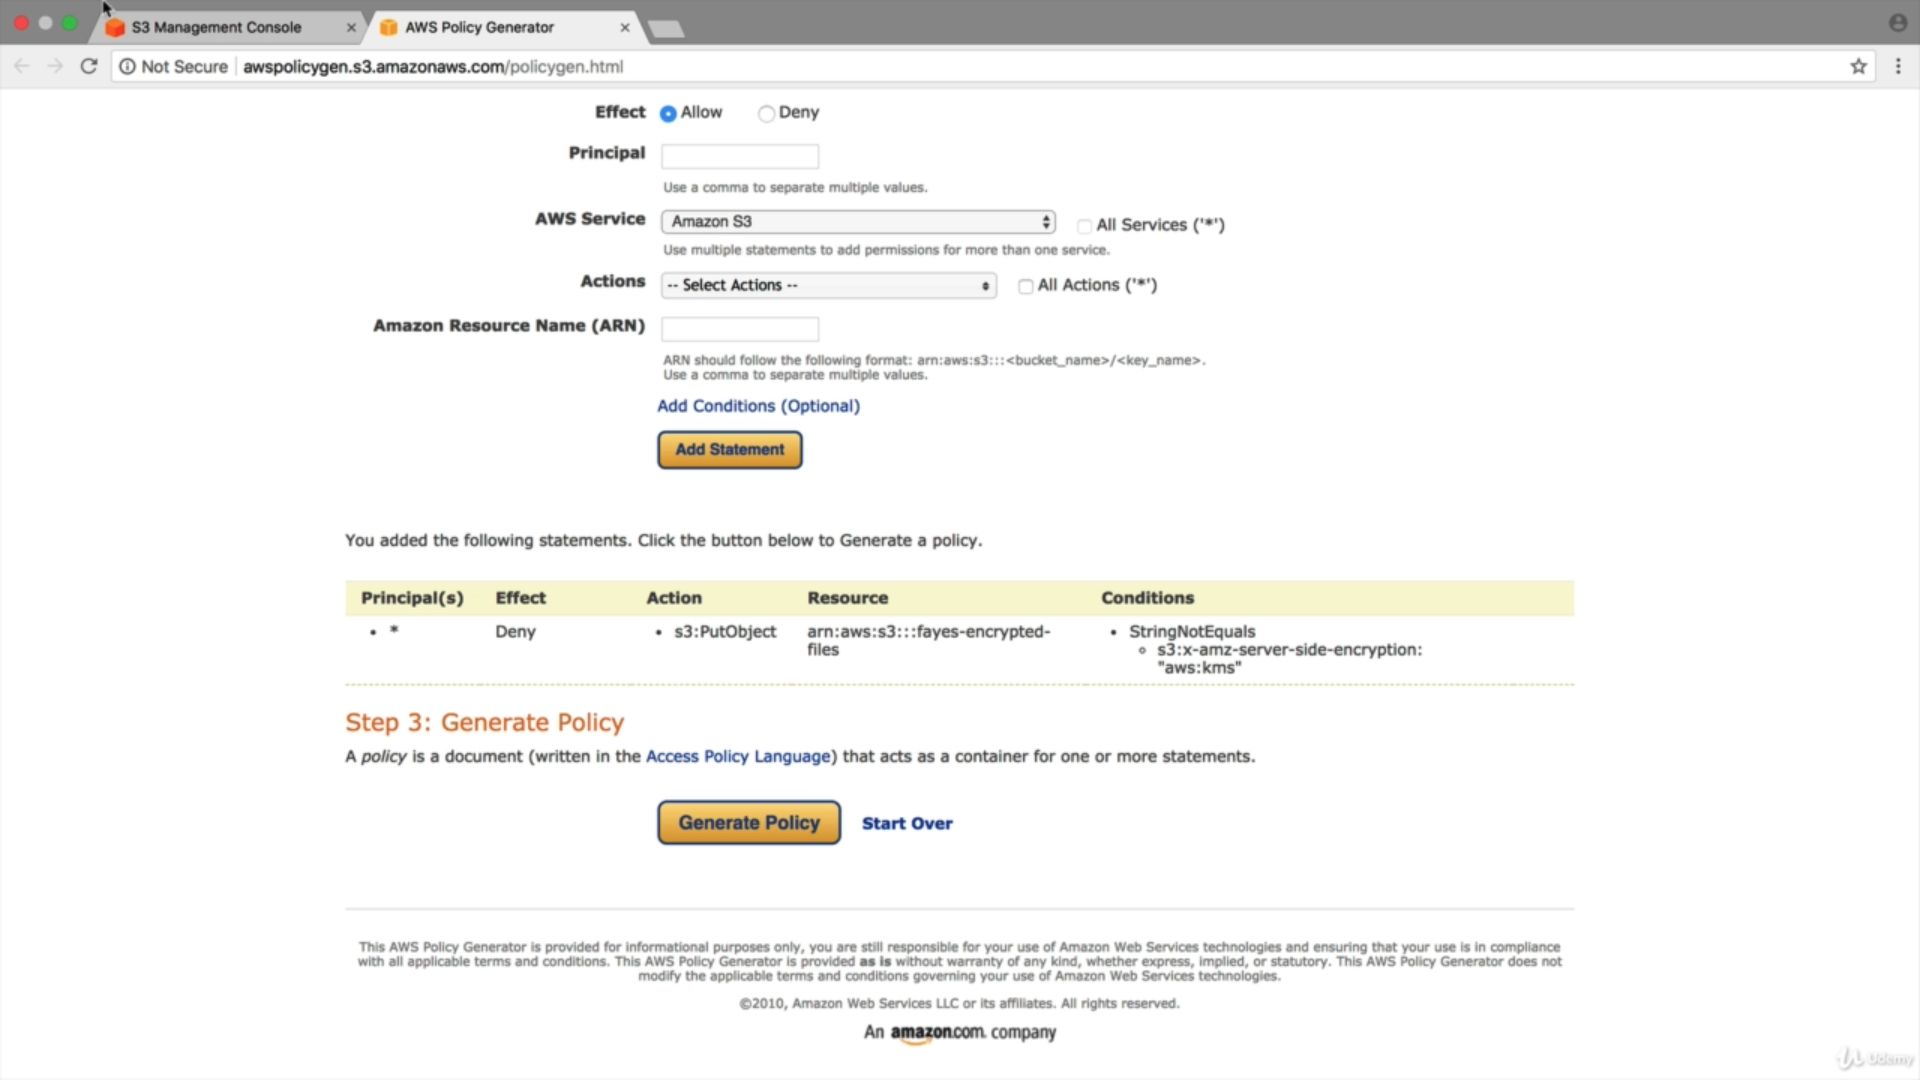 S3 Management Console
AWS Policy Generator
Not Secure awspolicygen.s3.amazonaws.com/policygen.html
Effect Allow Deny
Principal
Use a comma to separate multiple values.
AWS Service Amazon S3 All Services ('*')
Use multiple statements to add permissions for more than one service.
Actions -- Select Actions -- All Actions ('*')
Amazon Resource Name (ARN)
ARN should follow the following format: arn:aws:s3:::<bucket_name>/<key_name>.
Use a comma to separate multiple values.
Add Conditions (Optional)
Add Statement
You added the following statements. Click the button below to Generate a policy.
Principal(s) Effect Action Resource Conditions
• * Deny • s3:PutObject arn:aws:s3:::fayes-encrypted- • StringNotEquals
files ◦ s3:x-amz-server-side-encryption:
"aws:kms"
Step 3: Generate Policy
A policy is a document (written in the Access Policy Language) that acts as a container for one or more statements.
Generate Policy Start Over
This AWS Policy Generator is provided for informational purposes only, you are still responsible for your use of Amazon Web Services technologies and ensuring that your use is in compliance
with all applicable terms and conditions. This AWS Policy Generator is provided as is without warranty of any kind, whether express, implied, or statutory. This AWS Policy Generator does not
modify the applicable terms and conditions governing your use of Amazon Web Services technologies.
©2010, Amazon Web Services LLC or its affiliates. All rights reserved.
An amazon.com. company
Udemy